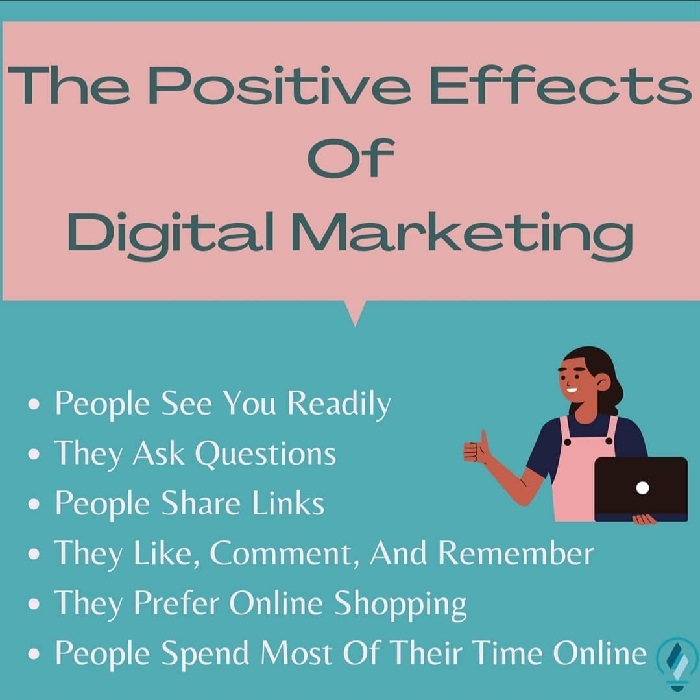 The Positive Effects
Of
Digital Marketing
• People See You Readily
• They Ask Questions
• People Share Links
• They Like, Comment, And Remember
• They Prefer Online Shopping
• People Spend Most Of Their Time Online